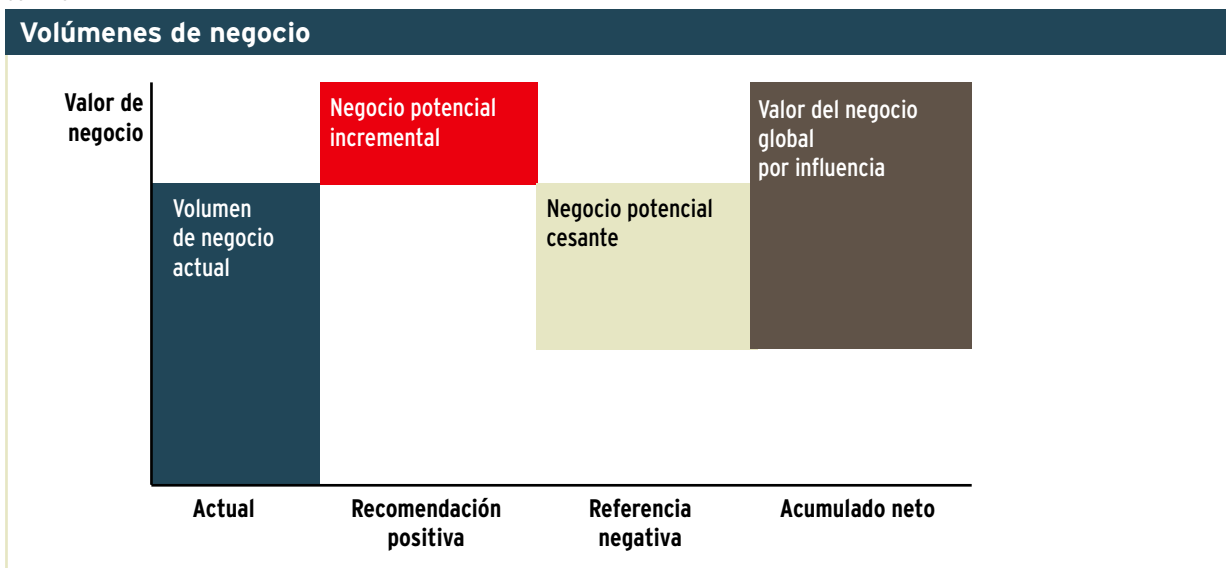 Volúmenes de negocio
Valor de
negocio
Negocio potencial
incremental
Valor del negocio
global
por influencia
Volumen
de negocio
actual
Negocio potencial
cesante
Actual
Recomendación
positiva
Referencia
negativa
Acumulado neto